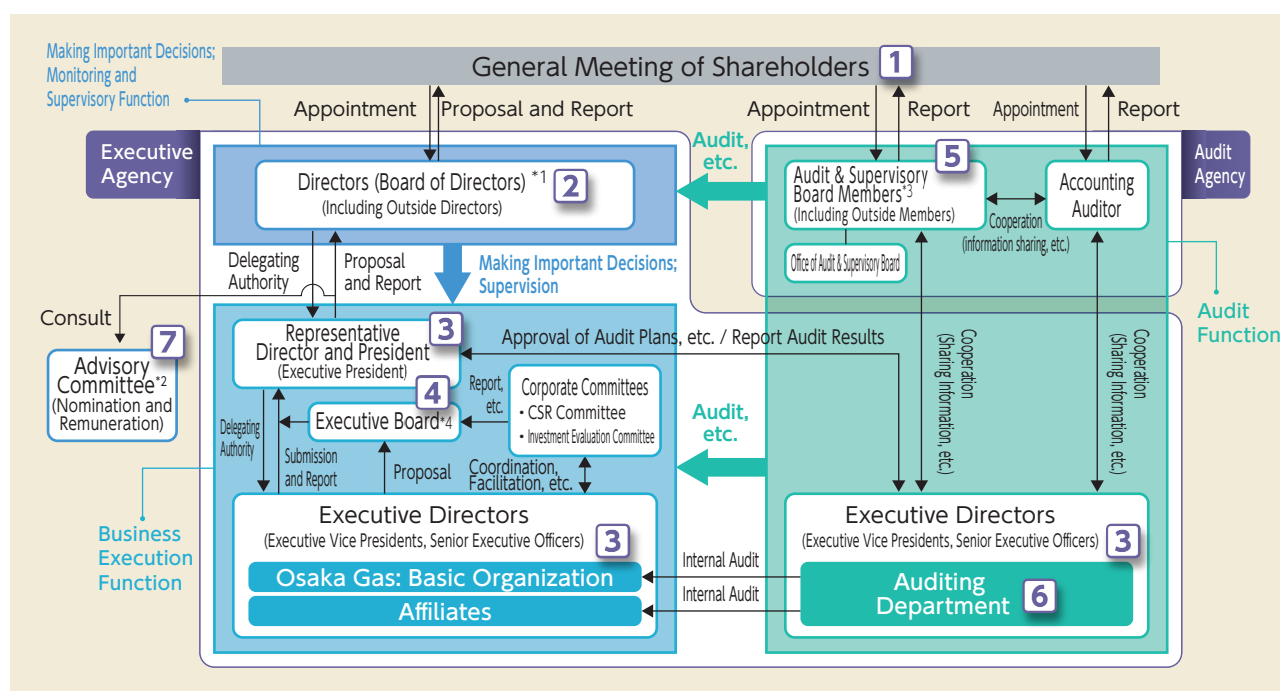 Making Important Decisions;
Monitoring and
Supervisory Function
General Meeting of Shareholders 1
Appointment
Proposal and Report
Appointment
Report
Appointment
Report
Executive
Agency
Audit,
etc.
Audit
Agency
Directors (Board of Directors) *1 2
(Including Outside Directors)
5
Audit & Supervisory
Board Members*3
(Including Outside Members)
Accounting
Auditor
Cooperation
(information sharing, etc.)
Office of Audit & Supervisory Board
Delegating
Authority
Proposal
and Report
Making Important Decisions;
Supervision
Audit
Function
Consult
7
Advisory
Committee*2
(Nomination and
Remuneration)
Representative
Director and President
(Executive President)
3
Approval of Audit Plans, etc. / Report Audit Results
Cooperation
(Sharing Information, etc.)
Cooperation
(Sharing Information, etc.)
4
Executive Board*4
Report,
etc.
Corporate Committees
• CSR Committee
• Investment Evaluation Committee
Audit,
etc.
Delegating
Authority
Submission
and Report
Proposal
Coordination,
Facilitation, etc.
Business
Execution
Function
Executive Directors
(Executive Vice Presidents, Senior Executive Officers) 3
Osaka Gas: Basic Organization
Affiliates
Internal Audit
Internal Audit
Executive Directors
(Executive Vice Presidents, Senior Executive Officers) 3
Auditing
Department 6